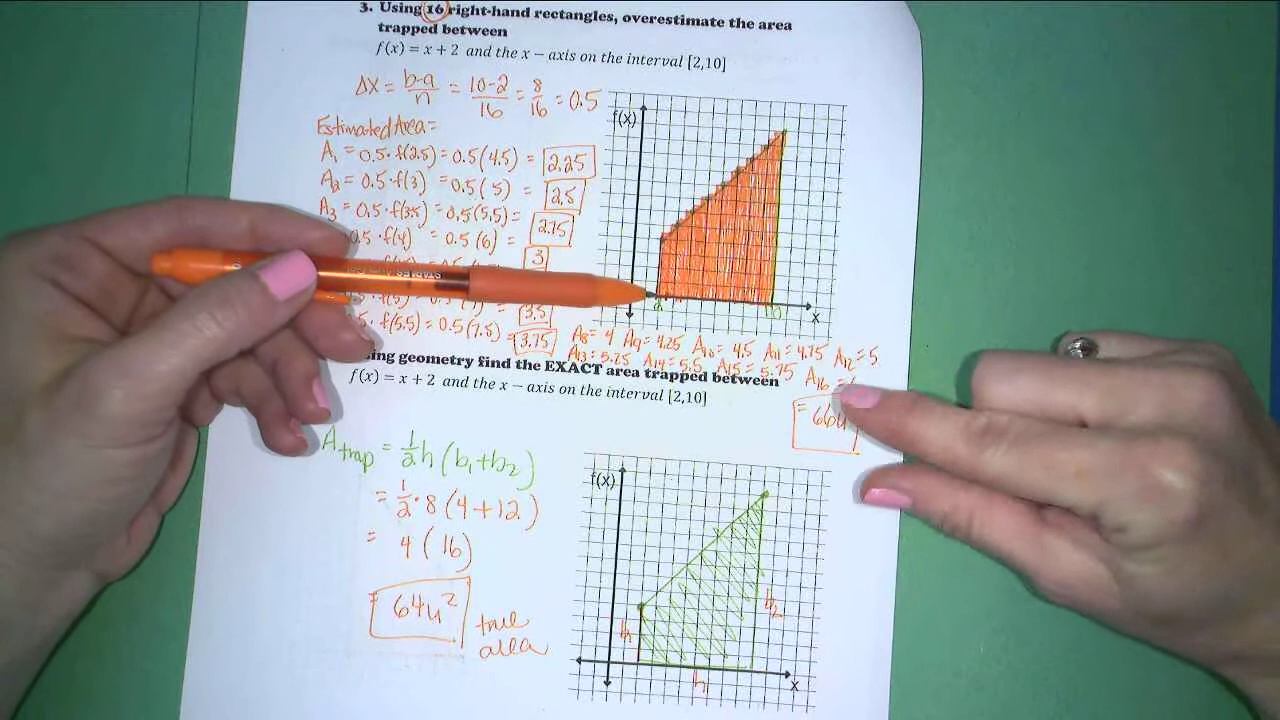 3. Using 16 right-hand rectangles, overestimate the area
trapped between
f(x) = x + 2 and the x − axis on the interval [2,10]
Δx = b-a/n = 10-2/16 = 8/16 = 0.5
Estimated Area =
A1 = 0.5·f(2.5) = 0.5(4.5) = 2.25
A2 = 0.5·f(3) = 0.5(5) = 2.5
A3 = 0.5·f(3.5) = 0.5(5.5) = 2.75
0.5·f(4) = 0.5(6) = 3
3.5
f(5.5) = 0.5(7.5) = 3.75
f(x)
x
A8 = 4 A9 = 4.25 A10 = 4.5 A11 = 4.75 A12 = 5
A13 = 5.25 A14 = 5.5 A15 = 5.75 A16 =
= 66u
geometry find the EXACT area trapped between
f(x) = x + 2 and the x − axis on the interval [2,10]
A trap = 1/2 h (b1+b2)
= 1/2 · 8 (4+12)
= 4 (16)
= 64u² true
area
f(x)
b1
b2
h
x